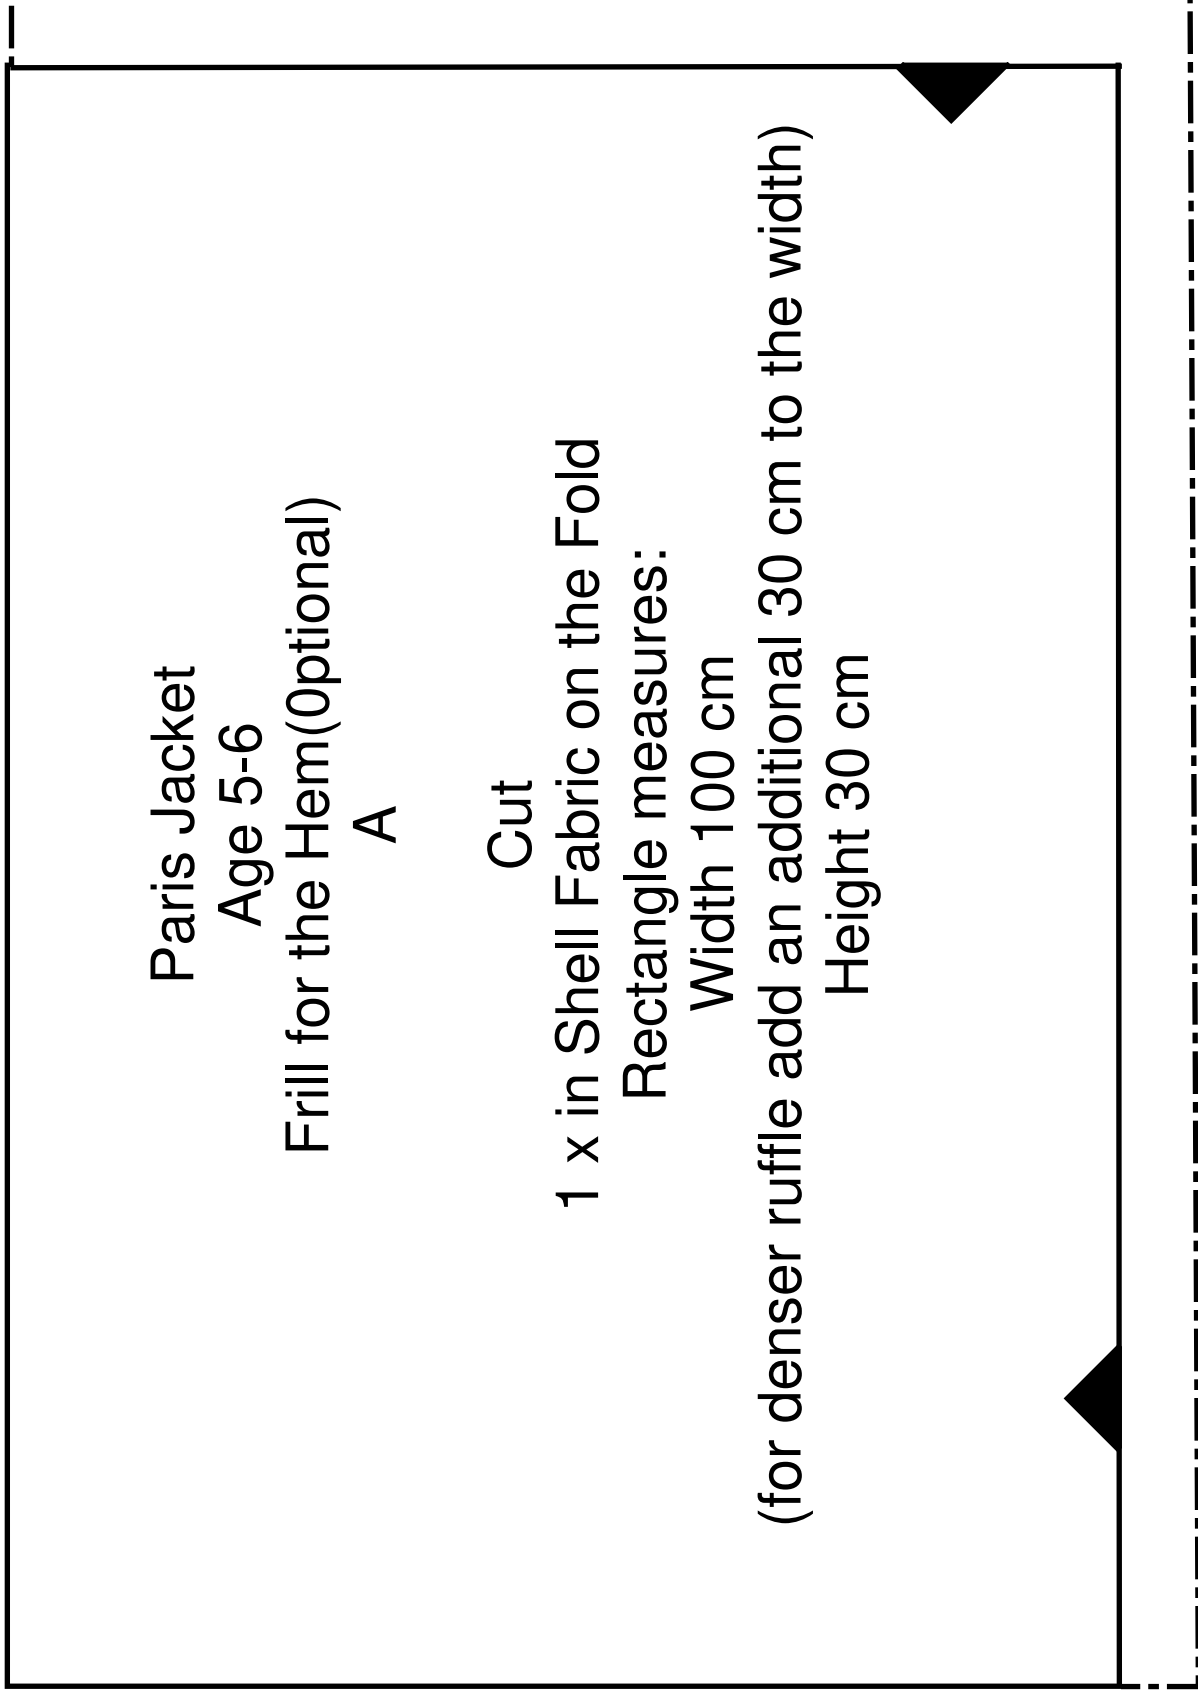 Paris Jacket
Age 5-6
Frill for the Hem(0ptional)
A
Cut
1 x in Shell Fabric on the Fold
Rectangle measures:
Width 100 cm
(for denser ruffle add an additional 30 cm to the width)
Height 30 cm